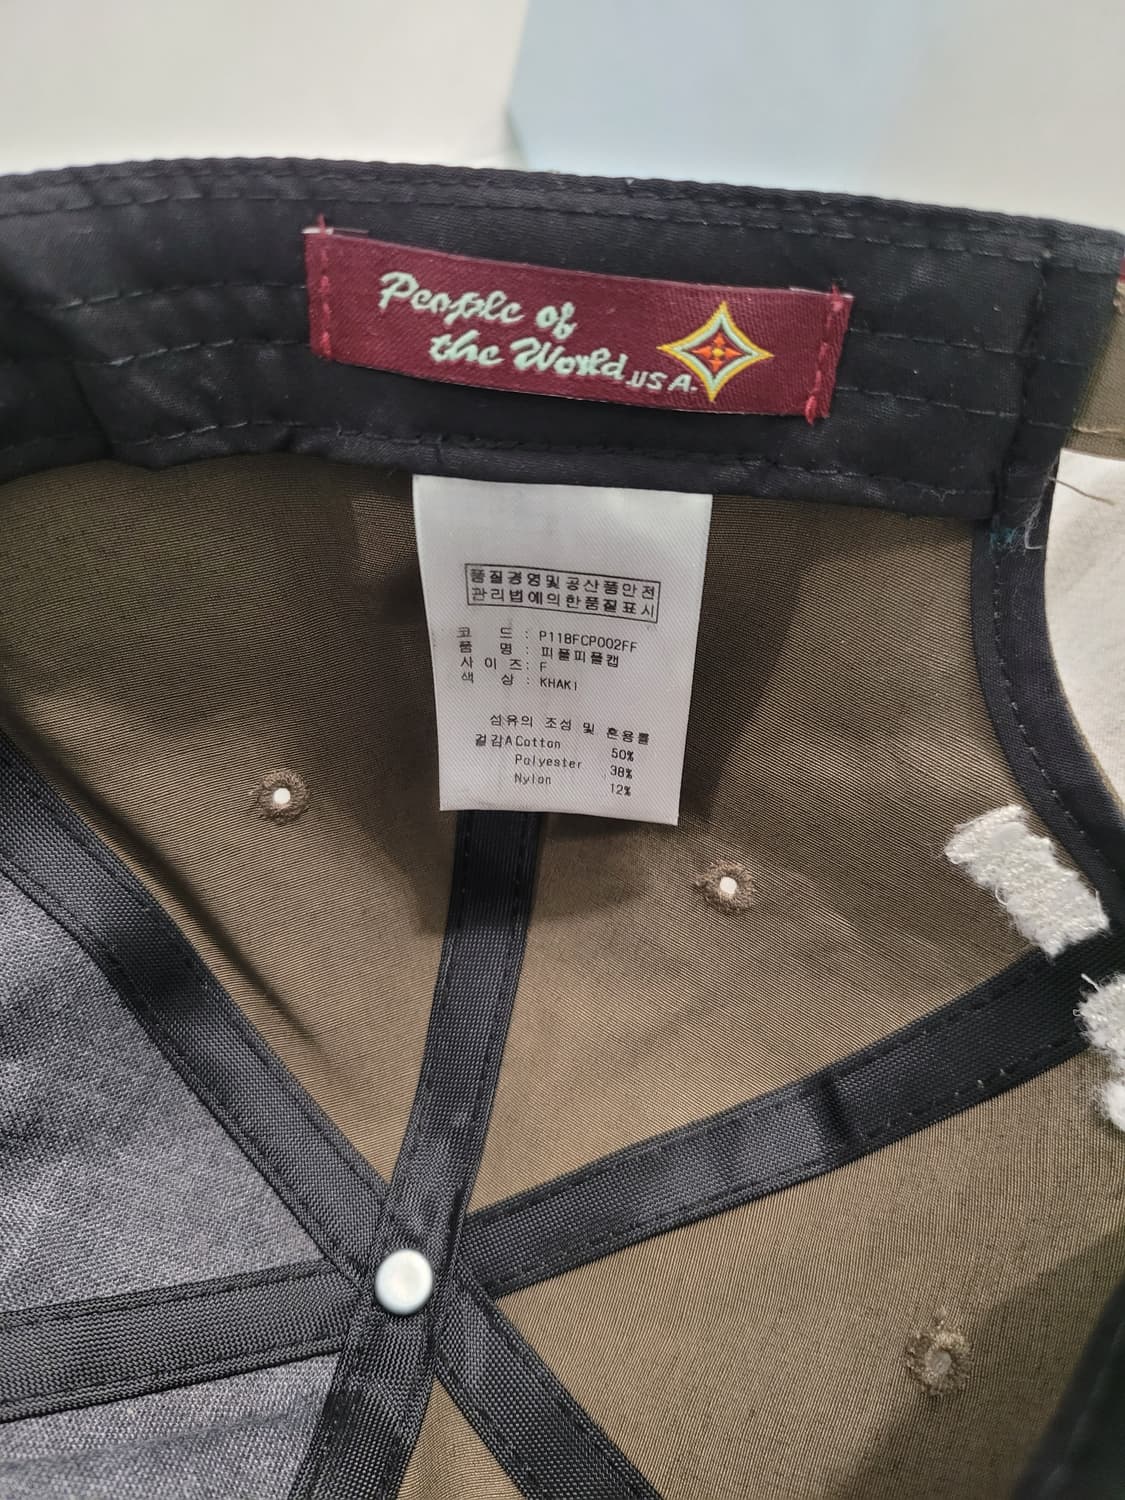 People of
the World USA.
품질경영및공산품안전
관리법에의한품질표시
코 드 : P11BFCP002FF
품 명 : 피플피플캡
사 이 즈 : F
색 상 : KHAKI
섬유의 조성 및 혼용률
겉감A Cotton 50%
Polyester 38%
Nylon 12%